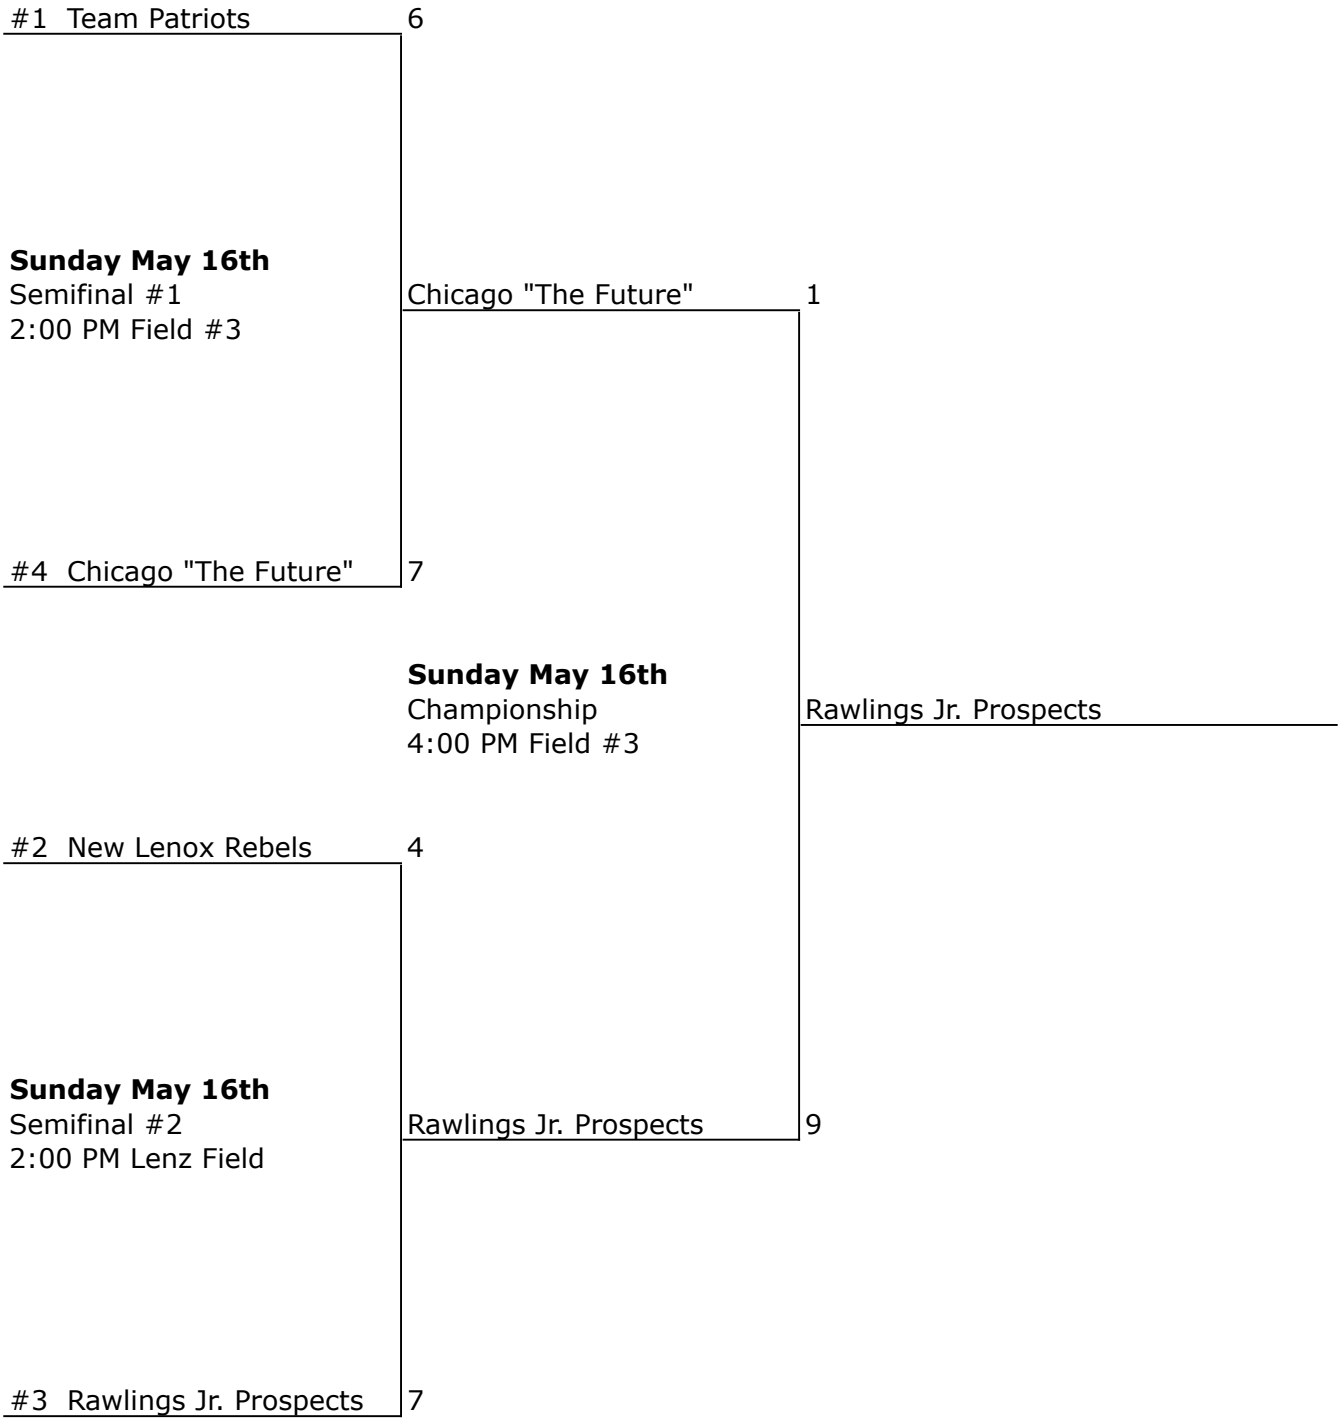 #1 Team Patriots 6
Sunday May 16th
Semifinal #1
2:00 PM Field #3
Chicago "The Future" 1
#4 Chicago "The Future" 7
Sunday May 16th
Championship
4:00 PM Field #3
Rawlings Jr. Prospects
#2 New Lenox Rebels 4
Sunday May 16th
Semifinal #2
2:00 PM Lenz Field
Rawlings Jr. Prospects 9
#3 Rawlings Jr. Prospects 7